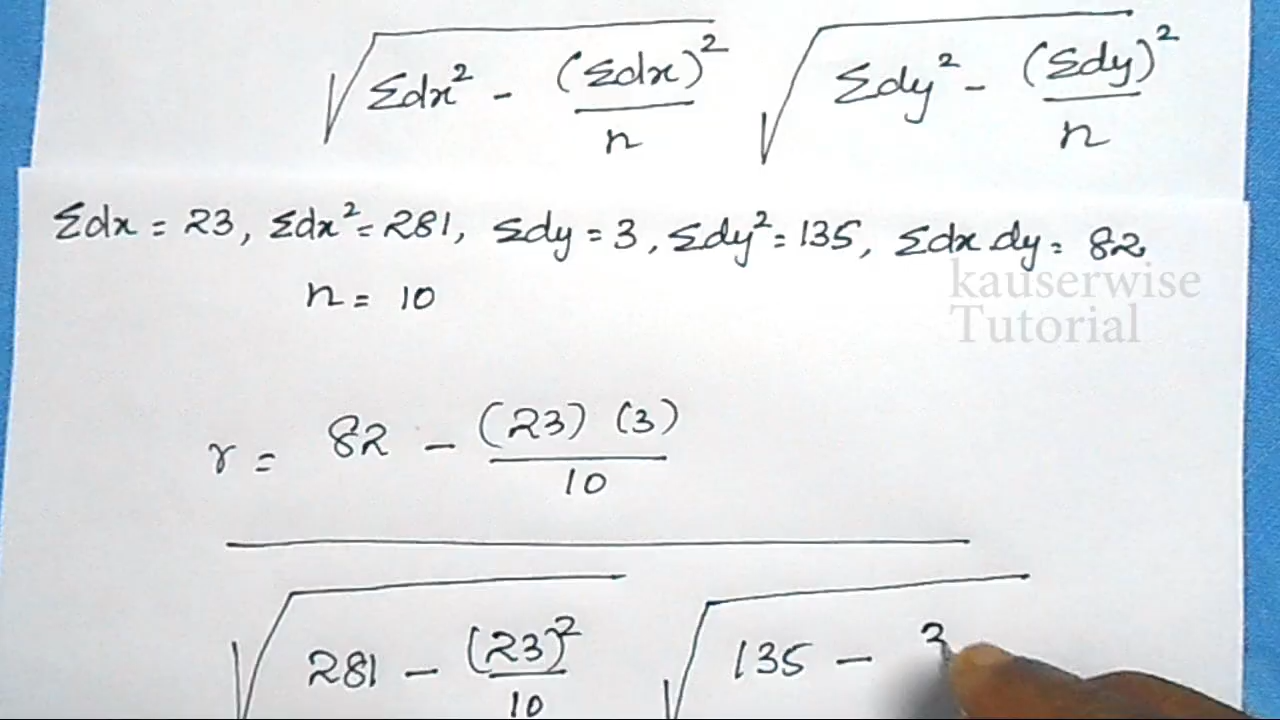 √Σdx² - (Σdx)²/n √Σdy² - (Σdy)²/n
Σdx = 23, Σdx² = 281, Σdy = 3, Σdy² = 135, Σdx dy = 82
n = 10
kauserwise
Tutorial
r = 82 - (23) (3)/10
√281 - (23)²/10 √135 - 3